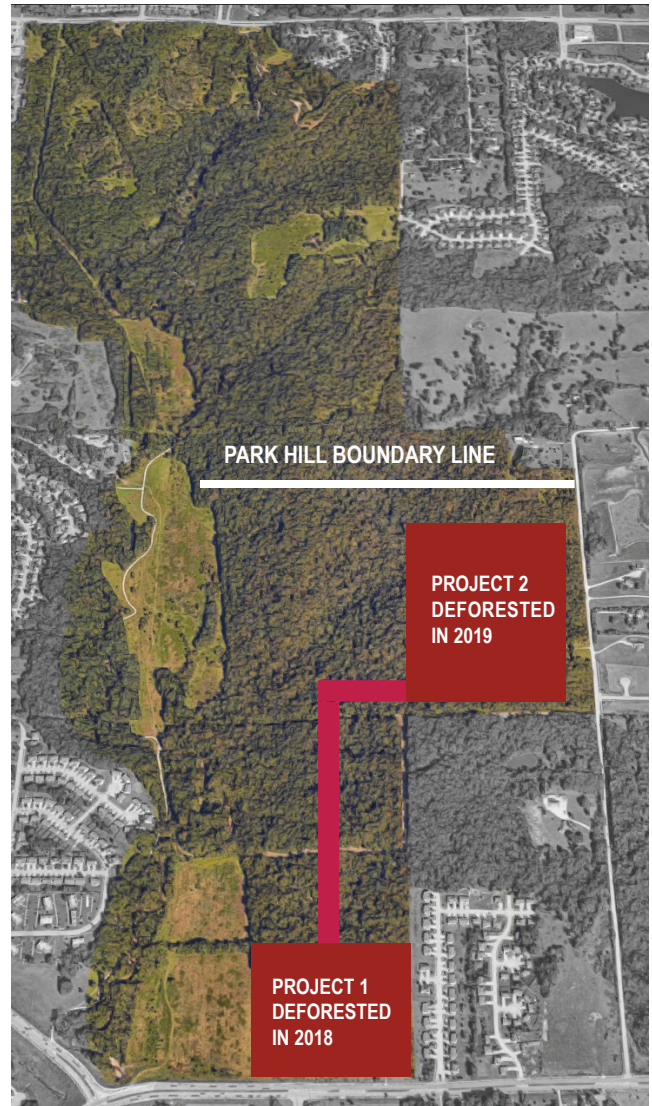 PARK HILL BOUNDARY LINE
PROJECT 2
DEFORESTED
IN 2019
PROJECT 1
DEFORESTED
IN 2018